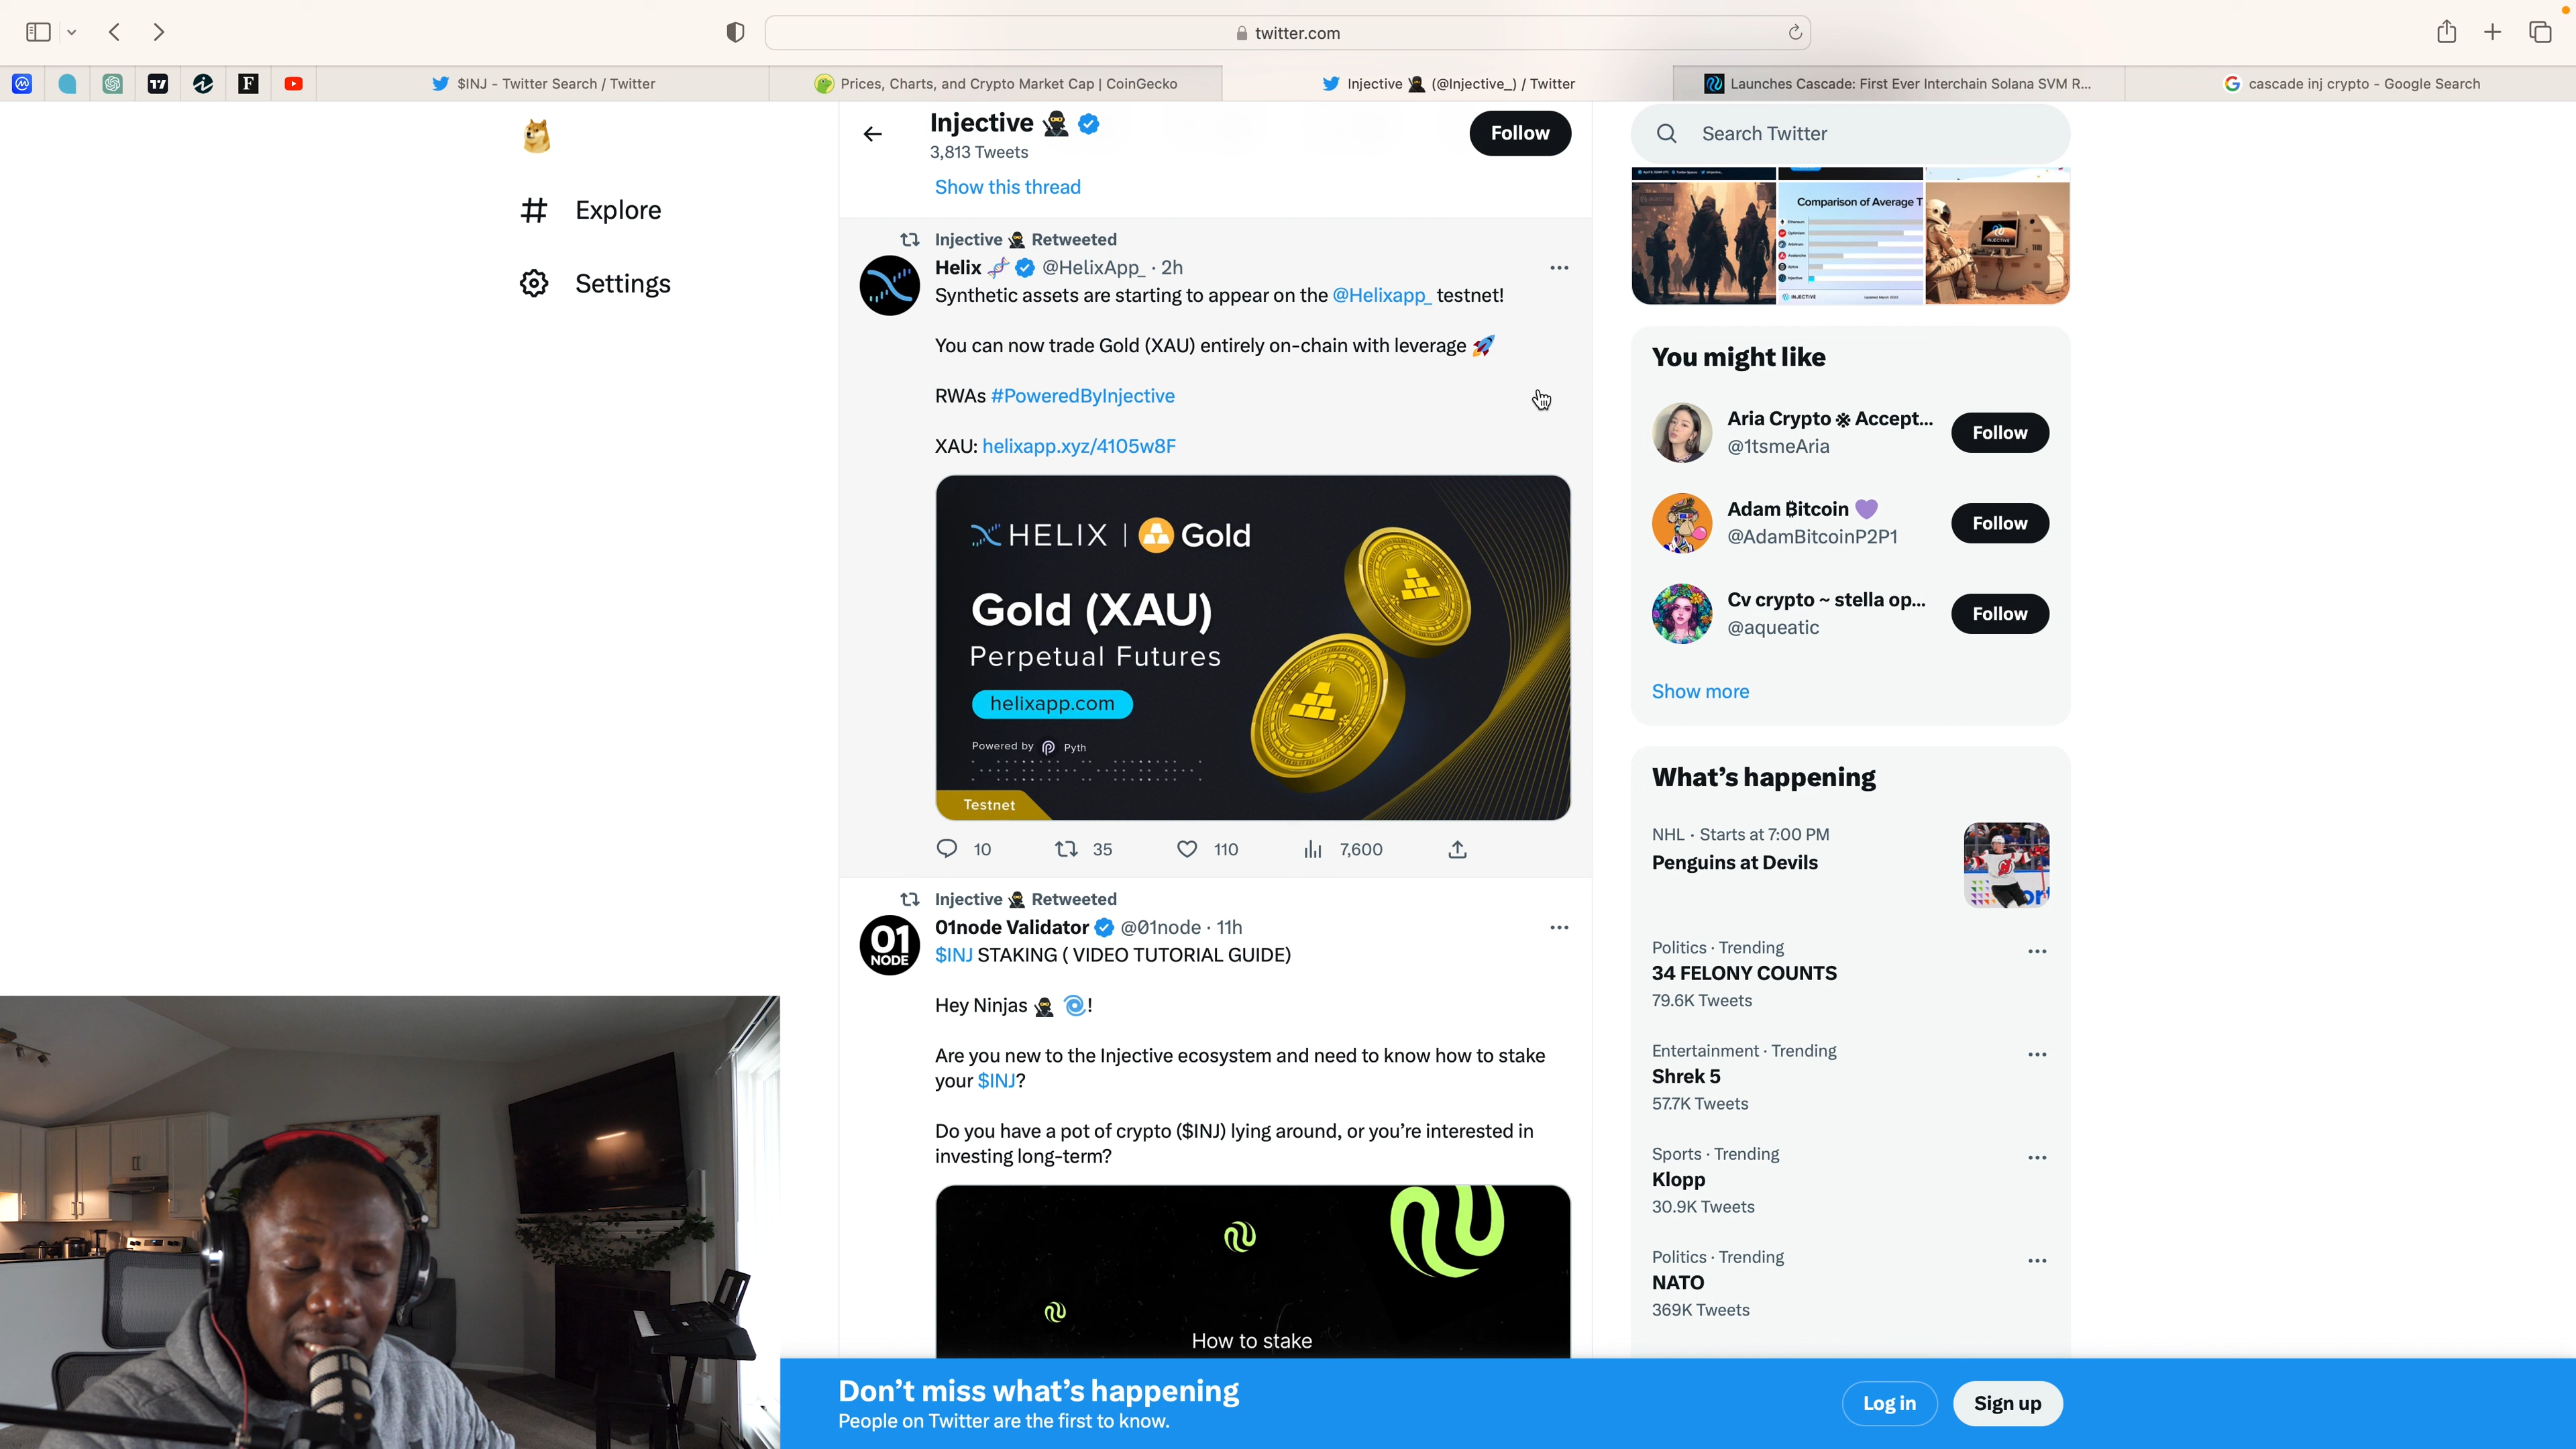 twitter.com
$INJ - Twitter Search / Twitter
Prices, Charts, and Crypto Market Cap | CoinGecko
Injective 🥷 (@Injective_) / Twitter
Launches Cascade: First Ever Interchain Solana SVM R...
cascade inj crypto - Google Search
Explore
Settings
Injective 🥷
3,813 Tweets
Follow
Show this thread
Injective 🥷 Retweeted
Helix 🧬 @HelixApp_ · 2h
Synthetic assets are starting to appear on the @Helixapp_ testnet!
You can now trade Gold (XAU) entirely on-chain with leverage 🚀
RWAs #PoweredByInjective
XAU: helixapp.xyz/4105w8F
HELIX | Gold
Gold (XAU)
Perpetual Futures
helixapp.com
Powered by Pyth
Testnet
10 35 110 7,600
Injective 🥷 Retweeted
01
NODE
01node Validator @01node · 11h
$INJ STAKING ( VIDEO TUTORIAL GUIDE)
Hey Ninjas 🥷 🌀!
Are you new to the Injective ecosystem and need to know how to stake
your $INJ?
Do you have a pot of crypto ($INJ) lying around, or you’re interested in
investing long-term?
How to stake
Search Twitter
Comparison of Average T
INJECTIVE
You might like
Aria Crypto ※ Accept...
@1tsmeAria
Follow
Adam ₿itcoin 💜
@AdamBitcoinP2P1
Follow
Cv crypto ~ stella op...
@aqueatic
Follow
Show more
What’s happening
NHL · Starts at 7:00 PM
Penguins at Devils
Politics · Trending
34 FELONY COUNTS
79.6K Tweets
Entertainment · Trending
Shrek 5
57.7K Tweets
Sports · Trending
Klopp
30.9K Tweets
Politics · Trending
NATO
369K Tweets
Don’t miss what’s happening
People on Twitter are the first to know.
Log in
Sign up